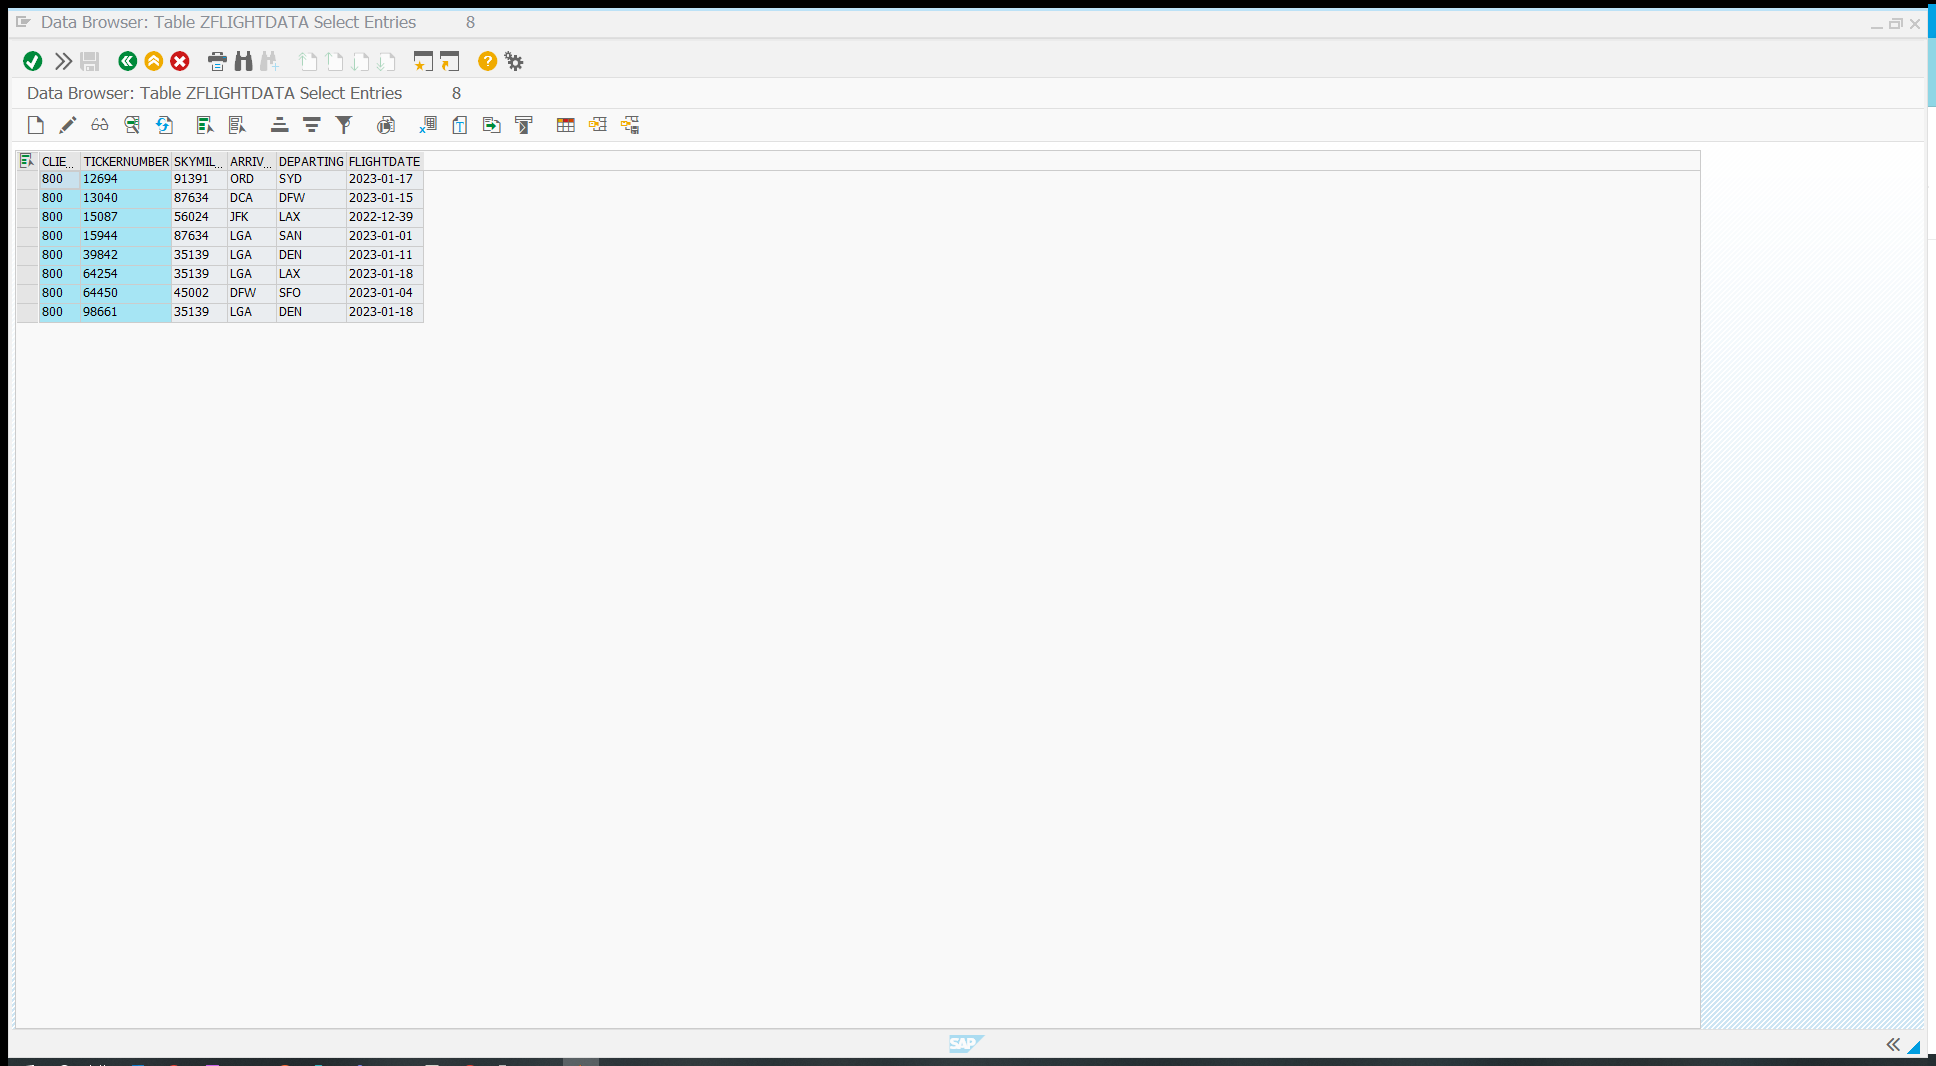 Data Browser: Table ZFLIGHTDATA Select Entries 8
Data Browser: Table ZFLIGHTDATA Select Entries 8
CLIE... TICKERNUMBER SKYMIL... ARRIV... DEPARTING FLIGHTDATE
800 12694 91391 ORD SYD 2023-01-17
800 13040 87634 DCA DFW 2023-01-15
800 15087 56024 JFK LAX 2022-12-39
800 15944 87634 LGA SAN 2023-01-01
800 39842 35139 LGA DEN 2023-01-11
800 64254 35139 LGA LAX 2023-01-18
800 64450 45002 DFW SFO 2023-01-04
800 98661 35139 LGA DEN 2023-01-18
SAP